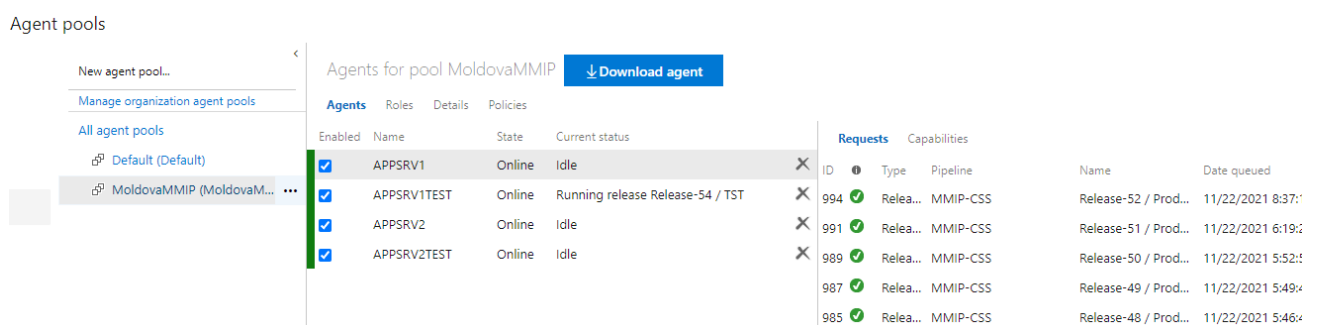 Agent pools
New agent pool...
Manage organization agent pools
All agent pools
Default (Default)
MoldovaMMIP (MoldovaM...
Agents for pool MoldovaMMIP
Download agent
Agents Roles Details Policies
Enabled Name State Current status
APPSRV1 Online Idle
APPSRV1TEST Online Running release Release-54 / TST
APPSRV2 Online Idle
APPSRV2TEST Online Idle
Requests Capabilities
ID Type Pipeline Name Date queued
994 Relea... MMIP-CSS Release-52 / Prod... 11/22/2021 8:37:
991 Relea... MMIP-CSS Release-51 / Prod... 11/22/2021 6:19:
989 Relea... MMIP-CSS Release-50 / Prod... 11/22/2021 5:52:
987 Relea... MMIP-CSS Release-49 / Prod... 11/22/2021 5:49:
985 Relea... MMIP-CSS Release-48 / Prod... 11/22/2021 5:46: